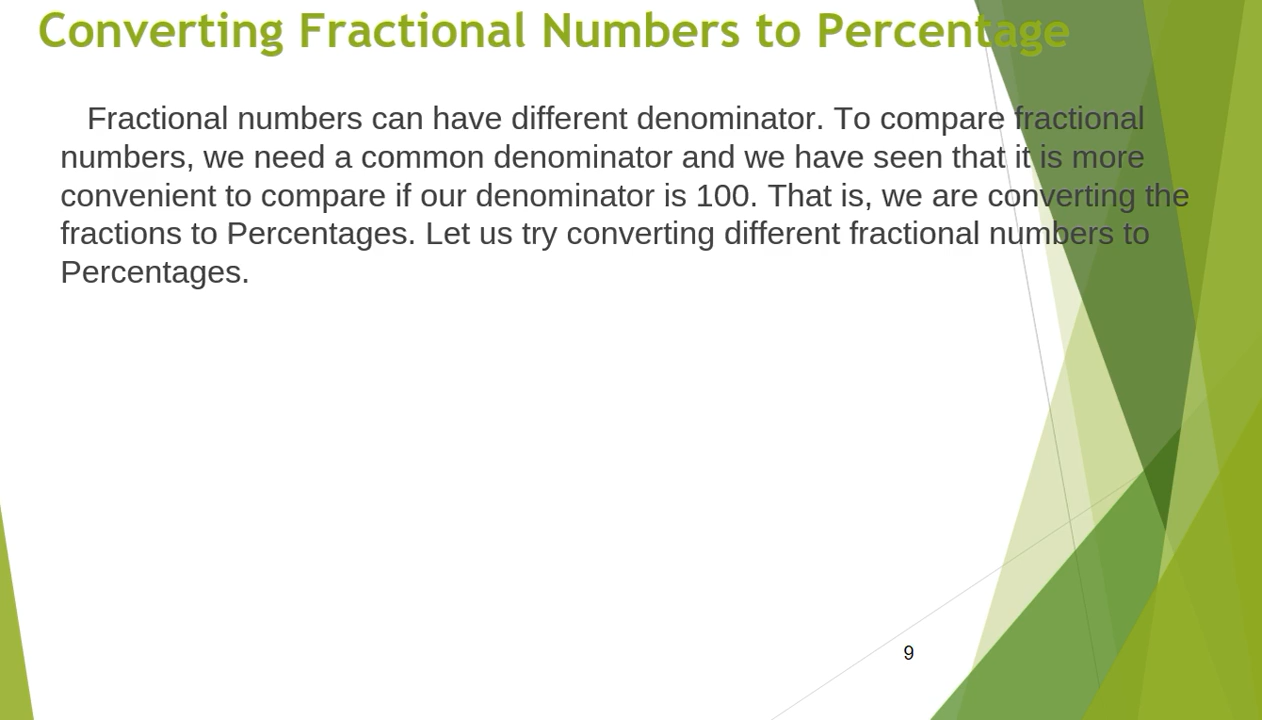 Converting Fractional Numbers to Percentage
Fractional numbers can have different denominator. To compare fractional
numbers, we need a common denominator and we have seen that it is more
convenient to compare if our denominator is 100. That is, we are converting the
fractions to Percentages. Let us try converting different fractional numbers to
Percentages.
9